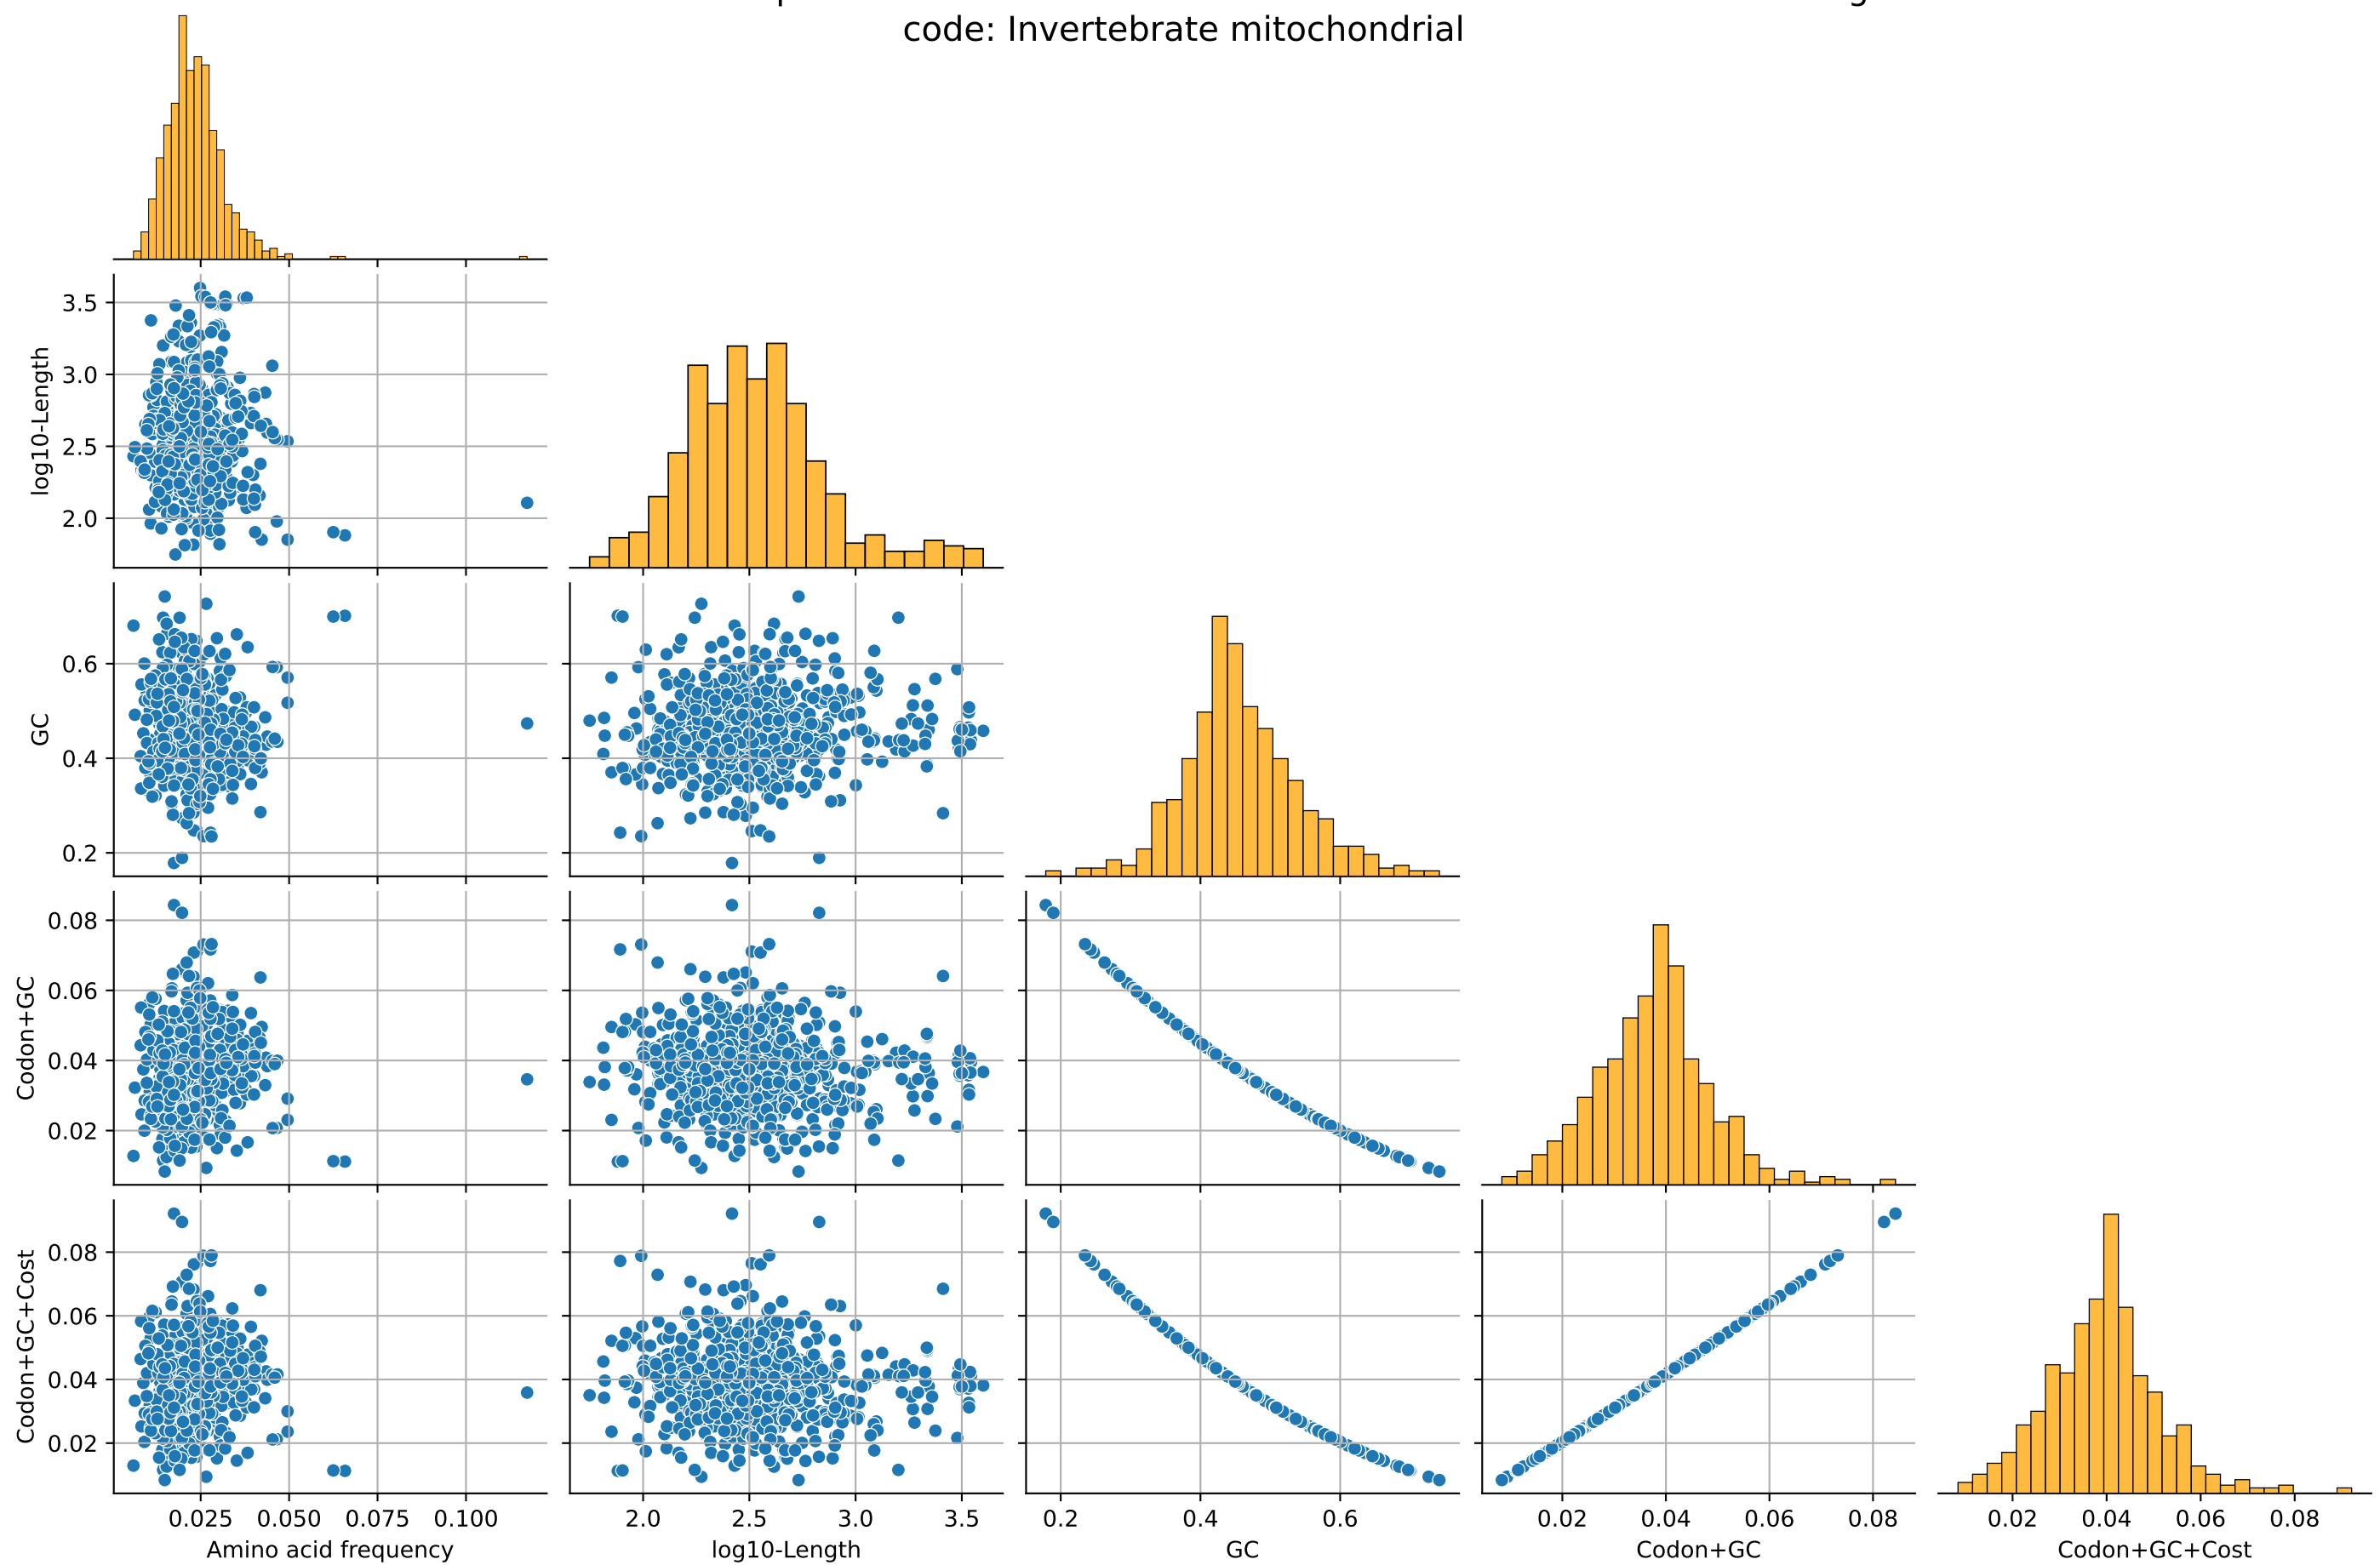 code: Invertebrate mitochondrial
3.5
3.0
2.5
2.0
log10-Length
0.6
0.4
0.2
GC
0.08
0.06
0.04
0.02
Codon+GC
0.08
0.06
0.04
0.02
Codon+GC+Cost
0.025 0.050 0.075 0.100
2.0 2.5 3.0 3.5
0.2 0.4 0.6
0.02 0.04 0.06 0.08
0.02 0.04 0.06 0.08
Amino acid frequency
log10-Length
GC
Codon+GC
Codon+GC+Cost